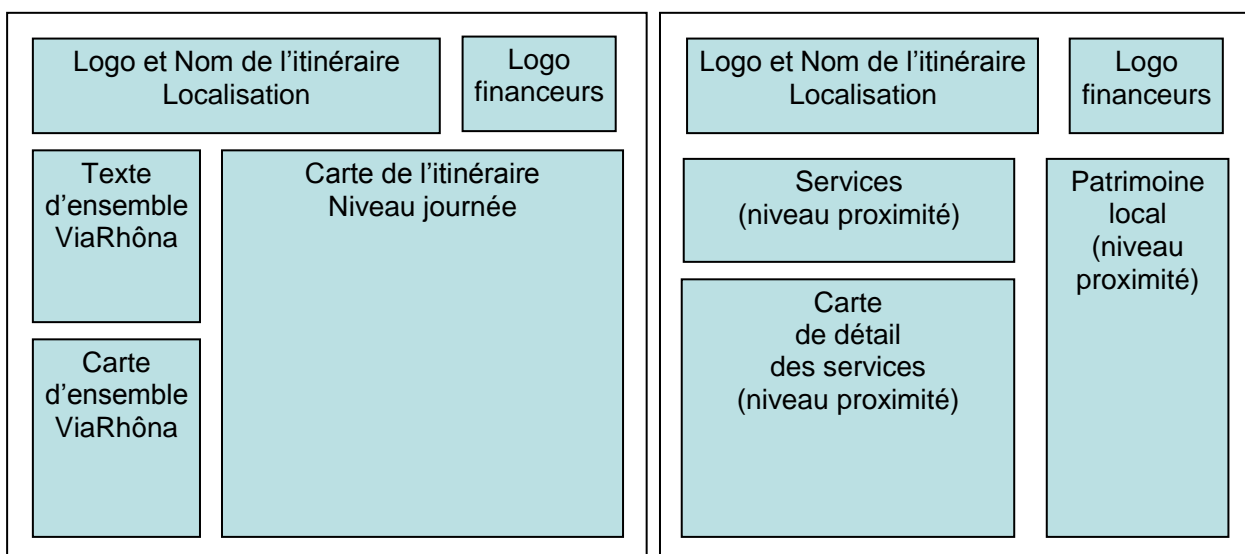 Logo et Nom de l'itinéraire
Localisation
Logo
financeurs
Texte
d'ensemble
ViaRhôna
Carte de l'itinéraire
Niveau journée
Carte
d'ensemble
ViaRhôna
Logo et Nom de l'itinéraire
Localisation
Logo
financeurs
Services
(niveau proximité)
Patrimoine
local
(niveau
proximité)
Carte
de détail
des services
(niveau proximité)